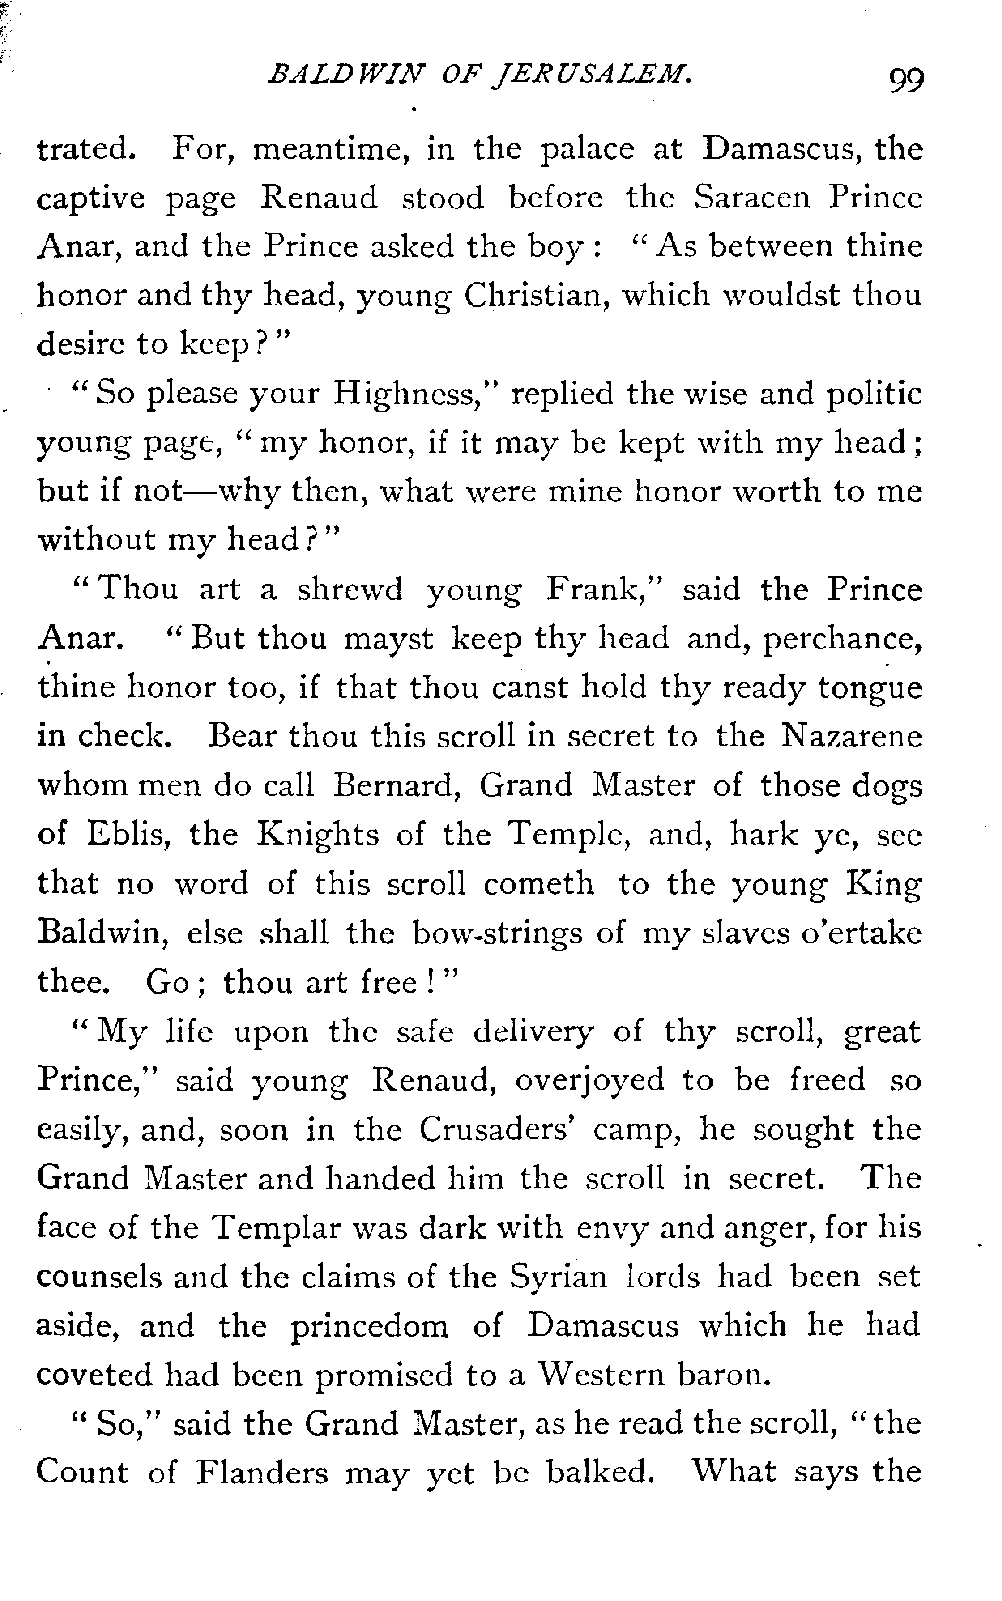 BALDWIN OF JERUSALEM. 99
trated. For, meantime, in the palace at Damascus, the
captive page Renaud stood before the Saracen Prince
Anar, and the Prince asked the boy : " As between thine
honor and thy head, young Christian, which wouldst thou
desire to keep ? "
" So please your Highness," replied the wise and politic
young page, " my honor, if it may be kept with my head ;
but if not—why then, what were mine honor worth to me
without my head ? "
" Thou art a shrewd young Frank," said the Prince
Anar. " But thou mayst keep thy head and, perchance,
thine honor too, if that thou canst hold thy ready tongue
in check. Bear thou this scroll in secret to the Nazarene
whom men do call Bernard, Grand Master of those dogs
of Eblis, the Knights of the Temple, and, hark ye, see
that no word of this scroll cometh to the young King
Baldwin, else shall the bow-strings of my slaves o'ertake
thee. Go ; thou art free ! "
" My life upon the safe delivery of thy scroll, great
Prince," said young Renaud, overjoyed to be freed so
easily, and, soon in the Crusaders' camp, he sought the
Grand Master and handed him the scroll in secret. The
face of the Templar was dark with envy and anger, for his
counsels and the claims of the Syrian lords had been set
aside, and the princedom of Damascus which he had
coveted had been promised to a Western baron.
" So," said the Grand Master, as he read the scroll, " the
Count of Flanders may yet be balked. What says the